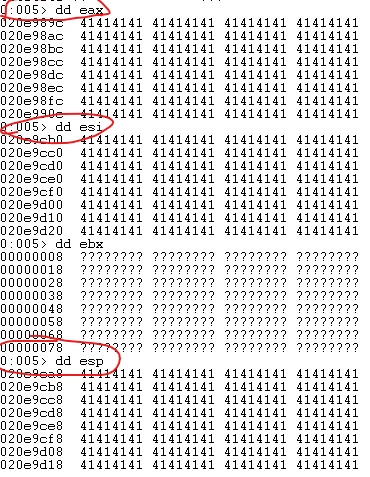 0:005> dd eax
020e989c 41414141 41414141 41414141 41414141
020e98ac 41414141 41414141 41414141 41414141
020e98bc 41414141 41414141 41414141 41414141
020e98cc 41414141 41414141 41414141 41414141
020e98dc 41414141 41414141 41414141 41414141
020e98ec 41414141 41414141 41414141 41414141
020e98fc 41414141 41414141 41414141 41414141
020e990c 41414141 41414141 41414141 41414141
0:005> dd esi
020e9cb0 41414141 41414141 41414141 41414141
020e9cc0 41414141 41414141 41414141 41414141
020e9cd0 41414141 41414141 41414141 41414141
020e9ce0 41414141 41414141 41414141 41414141
020e9cf0 41414141 41414141 41414141 41414141
020e9d00 41414141 41414141 41414141 41414141
020e9d10 41414141 41414141 41414141 41414141
020e9d20 41414141 41414141 41414141 41414141
0:005> dd ebx
00000008 ???????? ???????? ???????? ????????
00000018 ???????? ???????? ???????? ????????
00000028 ???????? ???????? ???????? ????????
00000038 ???????? ???????? ???????? ????????
00000048 ???????? ???????? ???????? ????????
00000058 ???????? ???????? ???????? ????????
00000068 ???????? ???????? ???????? ????????
00000078 ???????? ???????? ???????? ????????
0:005> dd esp
020e9ca8 41414141 41414141 41414141 41414141
020e9cb8 41414141 41414141 41414141 41414141
020e9cc8 41414141 41414141 41414141 41414141
020e9cd8 41414141 41414141 41414141 41414141
020e9ce8 41414141 41414141 41414141 41414141
020e9cf8 41414141 41414141 41414141 41414141
020e9d08 41414141 41414141 41414141 41414141
020e9d18 41414141 41414141 41414141 41414141